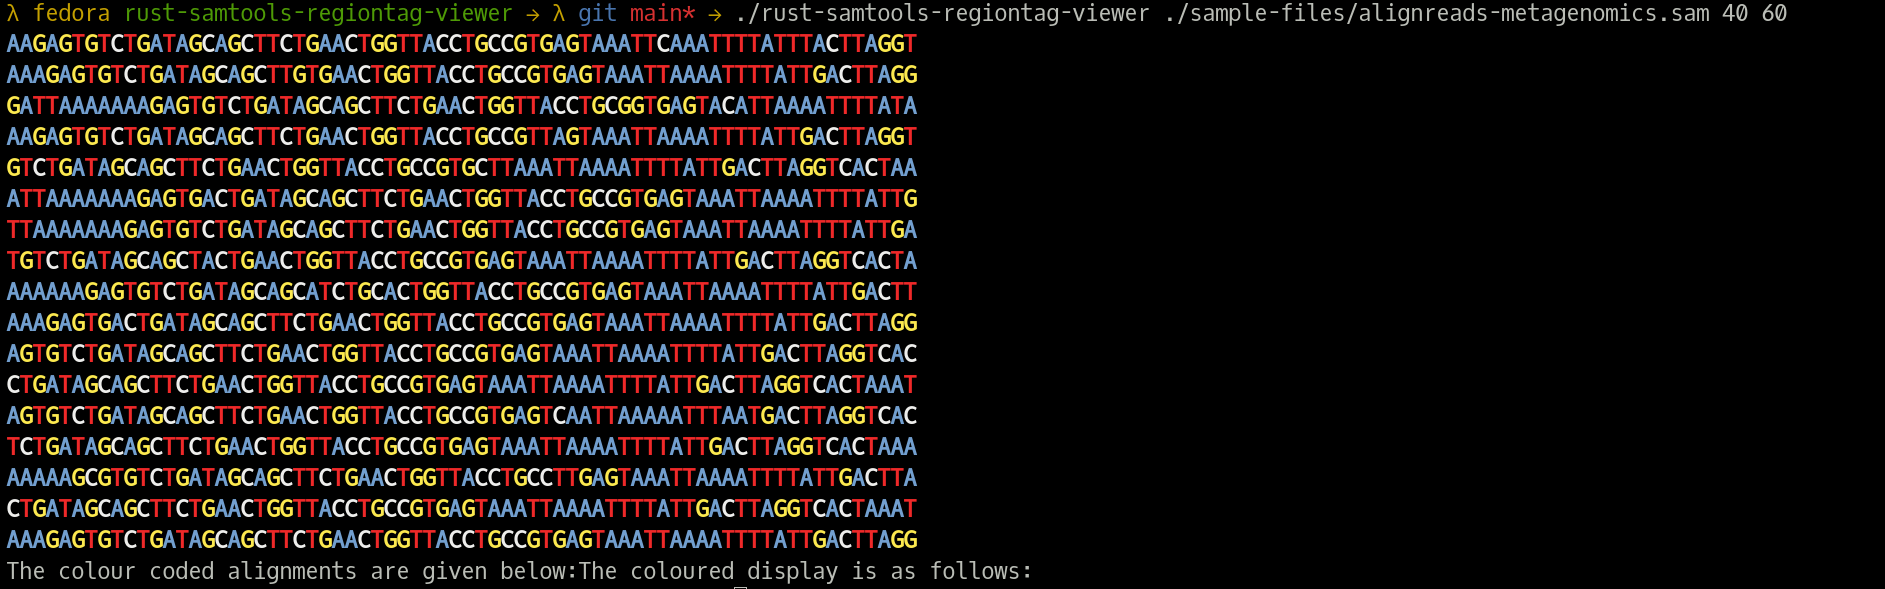 λ fedora rust-samtools-regiontag-viewer → λ git main* → ./rust-samtools-regiontag-viewer ./sample-files/alignreads-metagenomics.sam 40 60
AAGAGTGTCTGATAGCAGCTTCTGAACTGGTTACCTGCCGTGAGTAAATTCAAATTTTATTTACTTAGGT
AAAGAGTGTCTGATAGCAGCTTGTGAACTGGTTACCTGCCGTGAGTAAATTAAAATTTTATTGACTTAGG
GATTAAAAAAAGAGTGTCTGATAGCAGCTTCTGAACTGGTTACCTGCGGTGAGTACATTAAAATTTTATA
AAGAGTGTCTGATAGCAGCTTCTGAACTGGTTACCTGCCGTTAGTAAATTAAAATTTTATTGACTTAGGT
GTCTGATAGCAGCTTCTGAACTGGTTACCTGCCGTGCTTAAATTAAAATTTTATTGACTTAGGTCACTAA
ATTAAAAAAAGAGTGACTGATAGCAGCTTCTGAACTGGTTACCTGCCGTGAGTAAATTAAAATTTTATTG
TTAAAAAAAGAGTGTCTGATAGCAGCTTCTGAACTGGTTACCTGCCGTGAGTAAATTAAAATTTTATTGA
TGTCTGATAGCAGCTACTGAACTGGTTACCTGCCGTGAGTAAATTAAAATTTTATTGACTTAGGTCACTA
AAAAAAGAGTGTCTGATAGCAGCATCTGCACTGGTTACCTGCCGTGAGTAAATTAAAATTTTATTGACTT
AAAGAGTGACTGATAGCAGCTTCTGAACTGGTTACCTGCCGTGAGTAAATTAAAATTTTATTGACTTAGG
AGTGTCTGATAGCAGCTTCTGAACTGGTTACCTGCCGTGAGTAAATTAAAATTTTATTGACTTAGGTCAC
CTGATAGCAGCTTCTGAACTGGTTACCTGCCGTGAGTAAATTAAAATTTTATTGACTTAGGTCACTAAAT
AGTGTCTGATAGCAGCTTCTGAACTGGTTACCTGCCGTGAGTCAATTAAAAATTTAATGACTTAGGTCAC
TCTGATAGCAGCTTCTGAACTGGTTACCTGCCGTGAGTAAATTAAAATTTTATTGACTTAGGTCACTAAA
AAAAAGCGTGTCTGATAGCAGCTTCTGAACTGGTTACCTGCCTTGAGTAAATTAAAATTTTATTGACTTA
CTGATAGCAGCTTCTGAACTGGTTACCTGCCGTGAGTAAATTAAAATTTTATTGACTTAGGTCACTAAAT
AAAGAGTGTCTGATAGCAGCTTCTGAACTGGTTACCTGCCGTGAGTAAATTAAAATTTTATTGACTTAGG
The colour coded alignments are given below:The coloured display is as follows: